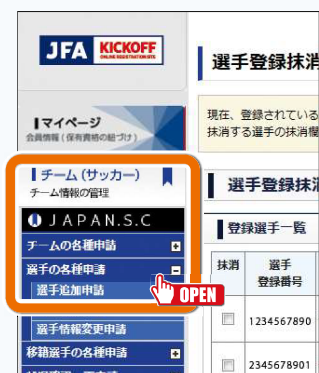 JFA KICKOFF
ONLINE REGISTRATION SITE
マイページ
会員情報(保有資格の紐づけ)
チーム(サッカー)
チーム情報の管理
JAPAN.S.C
チームの各種申請
選手の各種申請
選手追加申請
OPEN
選手情報変更申請
移籍選手の各種申請
選手登録抹消
現在、登録されている
抹消する選手の抹消欄
選手登録抹消
登録選手一覧
抹消
選手
登録番号
1234567890
2345678901